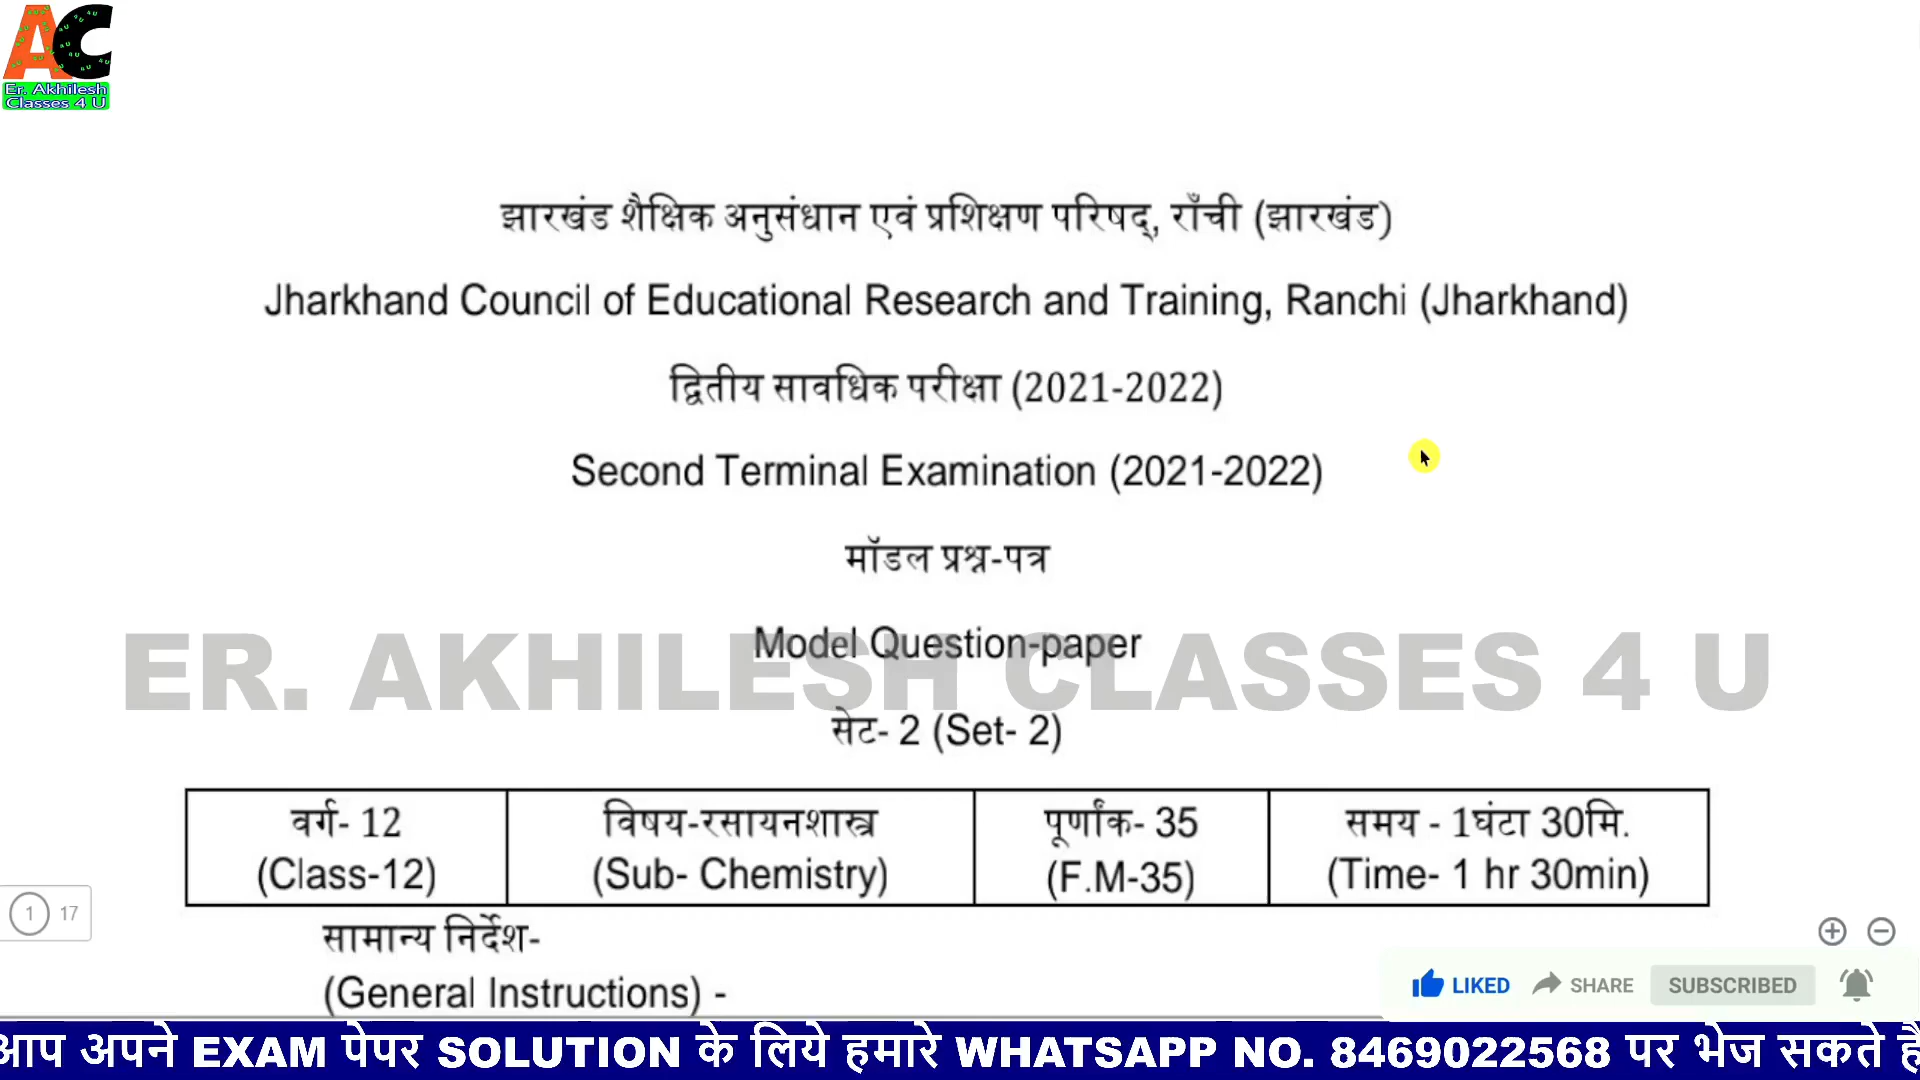 AC
Er. Akhilesh
Classes 4 U
झारखंड शैक्षिक अनुसंधान एवं प्रशिक्षण परिषद्, राँची (झारखंड)
Jharkhand Council of Educational Research and Training, Ranchi (Jharkhand)
द्वितीय सावधिक परीक्षा (2021-2022)
Second Terminal Examination (2021-2022)
मॉडल प्रश्न-पत्र
Model Question-paper
ER. AKHILESH CLASSES 4 U
सेट- 2 (Set- 2)
वर्ग- 12 विषय-रसायनशास्त्र पूर्णांक- 35 समय - 1घंटा 30मि.
(Class-12) (Sub- Chemistry) (F.M-35) (Time- 1 hr 30min)
1 17
सामान्य निर्देश-
(General Instructions) -
LIKED SHARE SUBSCRIBED
आप अपने EXAM पेपर SOLUTION के लिये हमारे WHATSAPP NO. 8469022568 पर भेज सकते है